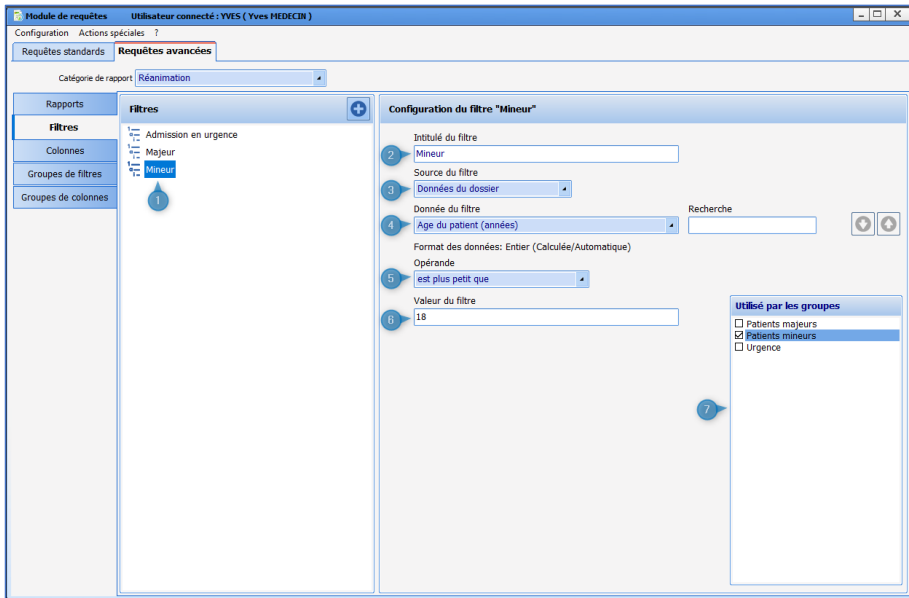 Module de requêtes Utilisateur connecté : YVES ( Yves MEDECIN )
Configuration Actions spéciales ?
Requêtes standards Requêtes avancées
Catégorie de rapport Réanimation
Rapports
Filtres
Colonnes
Groupes de filtres
Groupes de colonnes
Filtres
Admission en urgence
Majeur
Mineur
1
Configuration du filtre "Mineur"
Intitulé du filtre
2 Mineur
Source du filtre
3 Données du dossier
Donnée du filtre Recherche
4 Age du patient (années)
Format des données: Entier (Calculée/Automatique)
Opérande
5 est plus petit que
Valeur du filtre
6 18
Utilisé par les groupes
Patients majeurs
Patients mineurs
Urgence
7